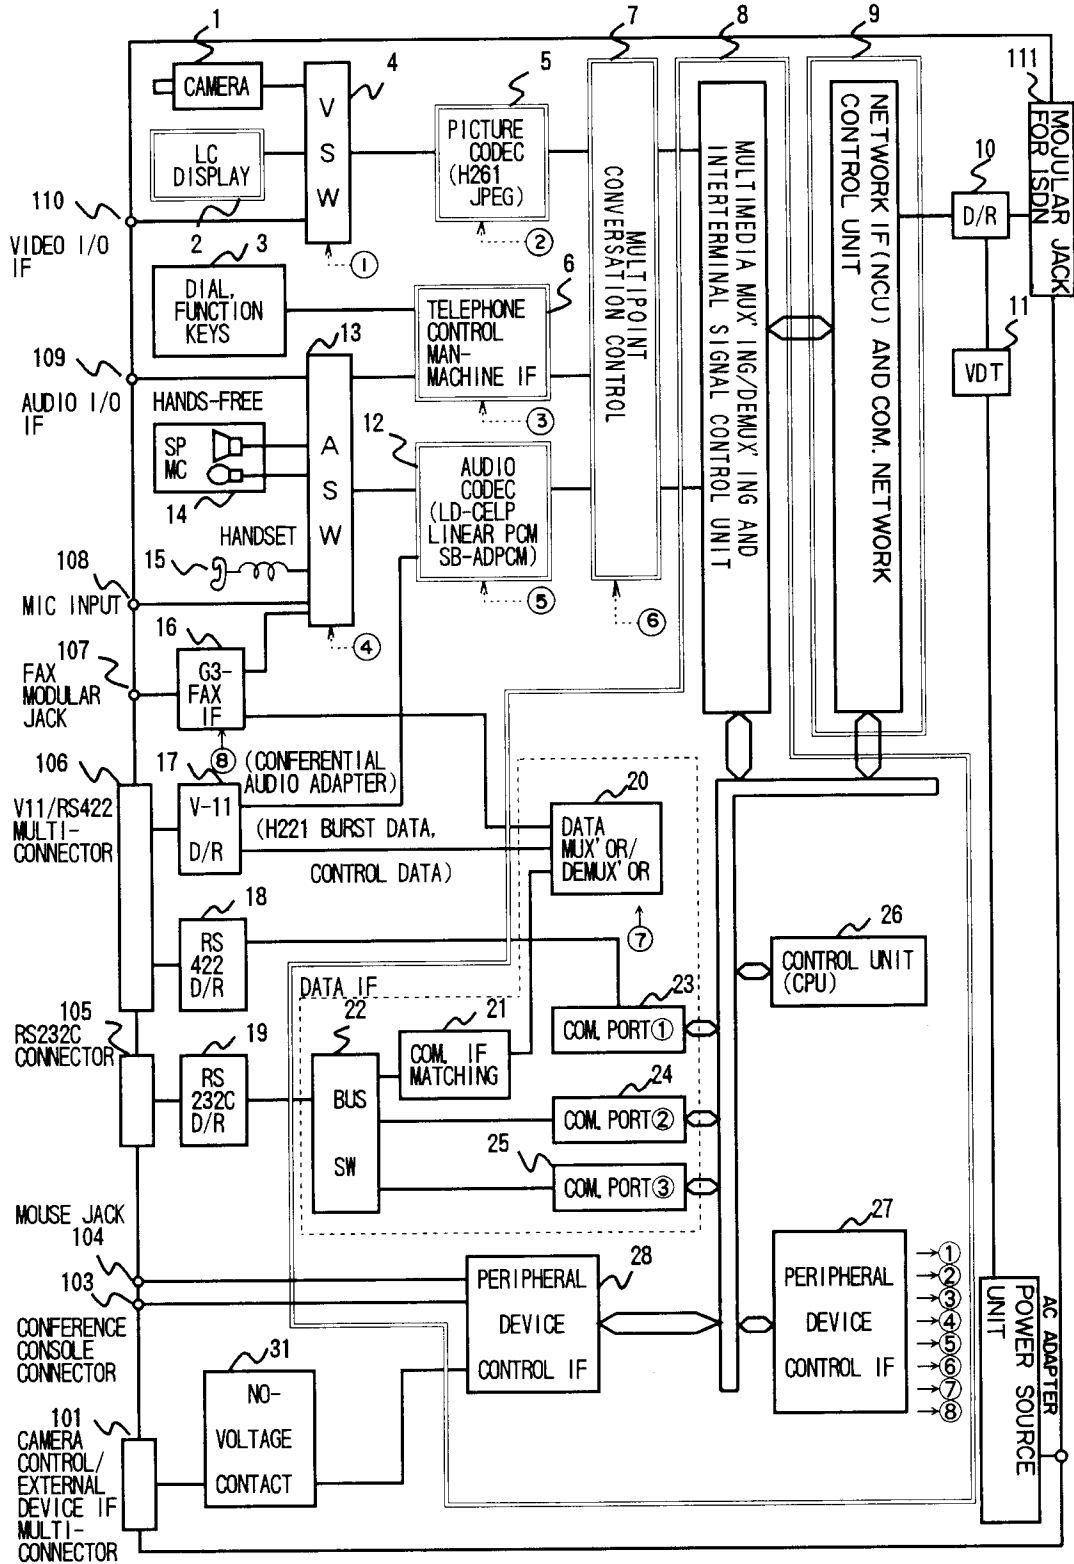 1
4
5
7
8
9
111
CAMERA
V
S
W
LC
DISPLAY
2
110
VIDEO I/O
IF
①
PICTURE
CODEC
(H261
JPEG)
②
MULTIPOINT
CONVERSATION CONTROL
MULTIMEDIA MUX'ING/DEMUX'ING AND
INTERTERMINAL SIGNAL CONTROL UNIT
NETWORK IF(NCU) AND COM. NETWORK
CONTROL UNIT
10
D/R
MOJULAR JACK
FOR ISDN
11
VDT
3
DIAL,
FUNCTION
KEYS
6
TELEPHONE
CONTROL
MAN-
MACHINE IF
③
109
AUDIO I/O
IF
13
A
S
W
④
HANDS-FREE
SP
MC
14
HANDSET
15
12
AUDIO
CODEC
(LD-CELP
LINEAR PCM
SB-ADPCM)
⑤
⑥
108
MIC INPUT
107
FAX
MODULAR
JACK
16
G3-
FAX
IF
⑧
(CONFERENTIAL
AUDIO ADAPTER)
106
V11/RS422
MULTI-
CONNECTOR
17
V-11
D/R
(H221 BURST DATA,
CONTROL DATA)
20
DATA
MUX'OR/
DEMUX'OR
⑦
18
RS
422
D/R
DATA IF
26
CONTROL UNIT
(CPU)
105
RS232C
CONNECTOR
19
RS
232C
D/R
22
BUS
SW
21
COM. IF
MATCHING
23
COM. PORT①
24
COM. PORT②
25
COM. PORT③
MOUSE JACK
104
103
CONFERENCE
CONSOLE
CONNECTOR
28
PERIPHERAL
DEVICE
CONTROL IF
27
PERIPHERAL
DEVICE
CONTROL IF
①
②
③
④
⑤
⑥
⑦
⑧
POWER SOURCE
UNIT
AC ADAPTER
31
NO-
VOLTAGE
CONTACT
101
CAMERA
CONTROL/
EXTERNAL
DEVICE IF
MULTI-
CONNECTOR